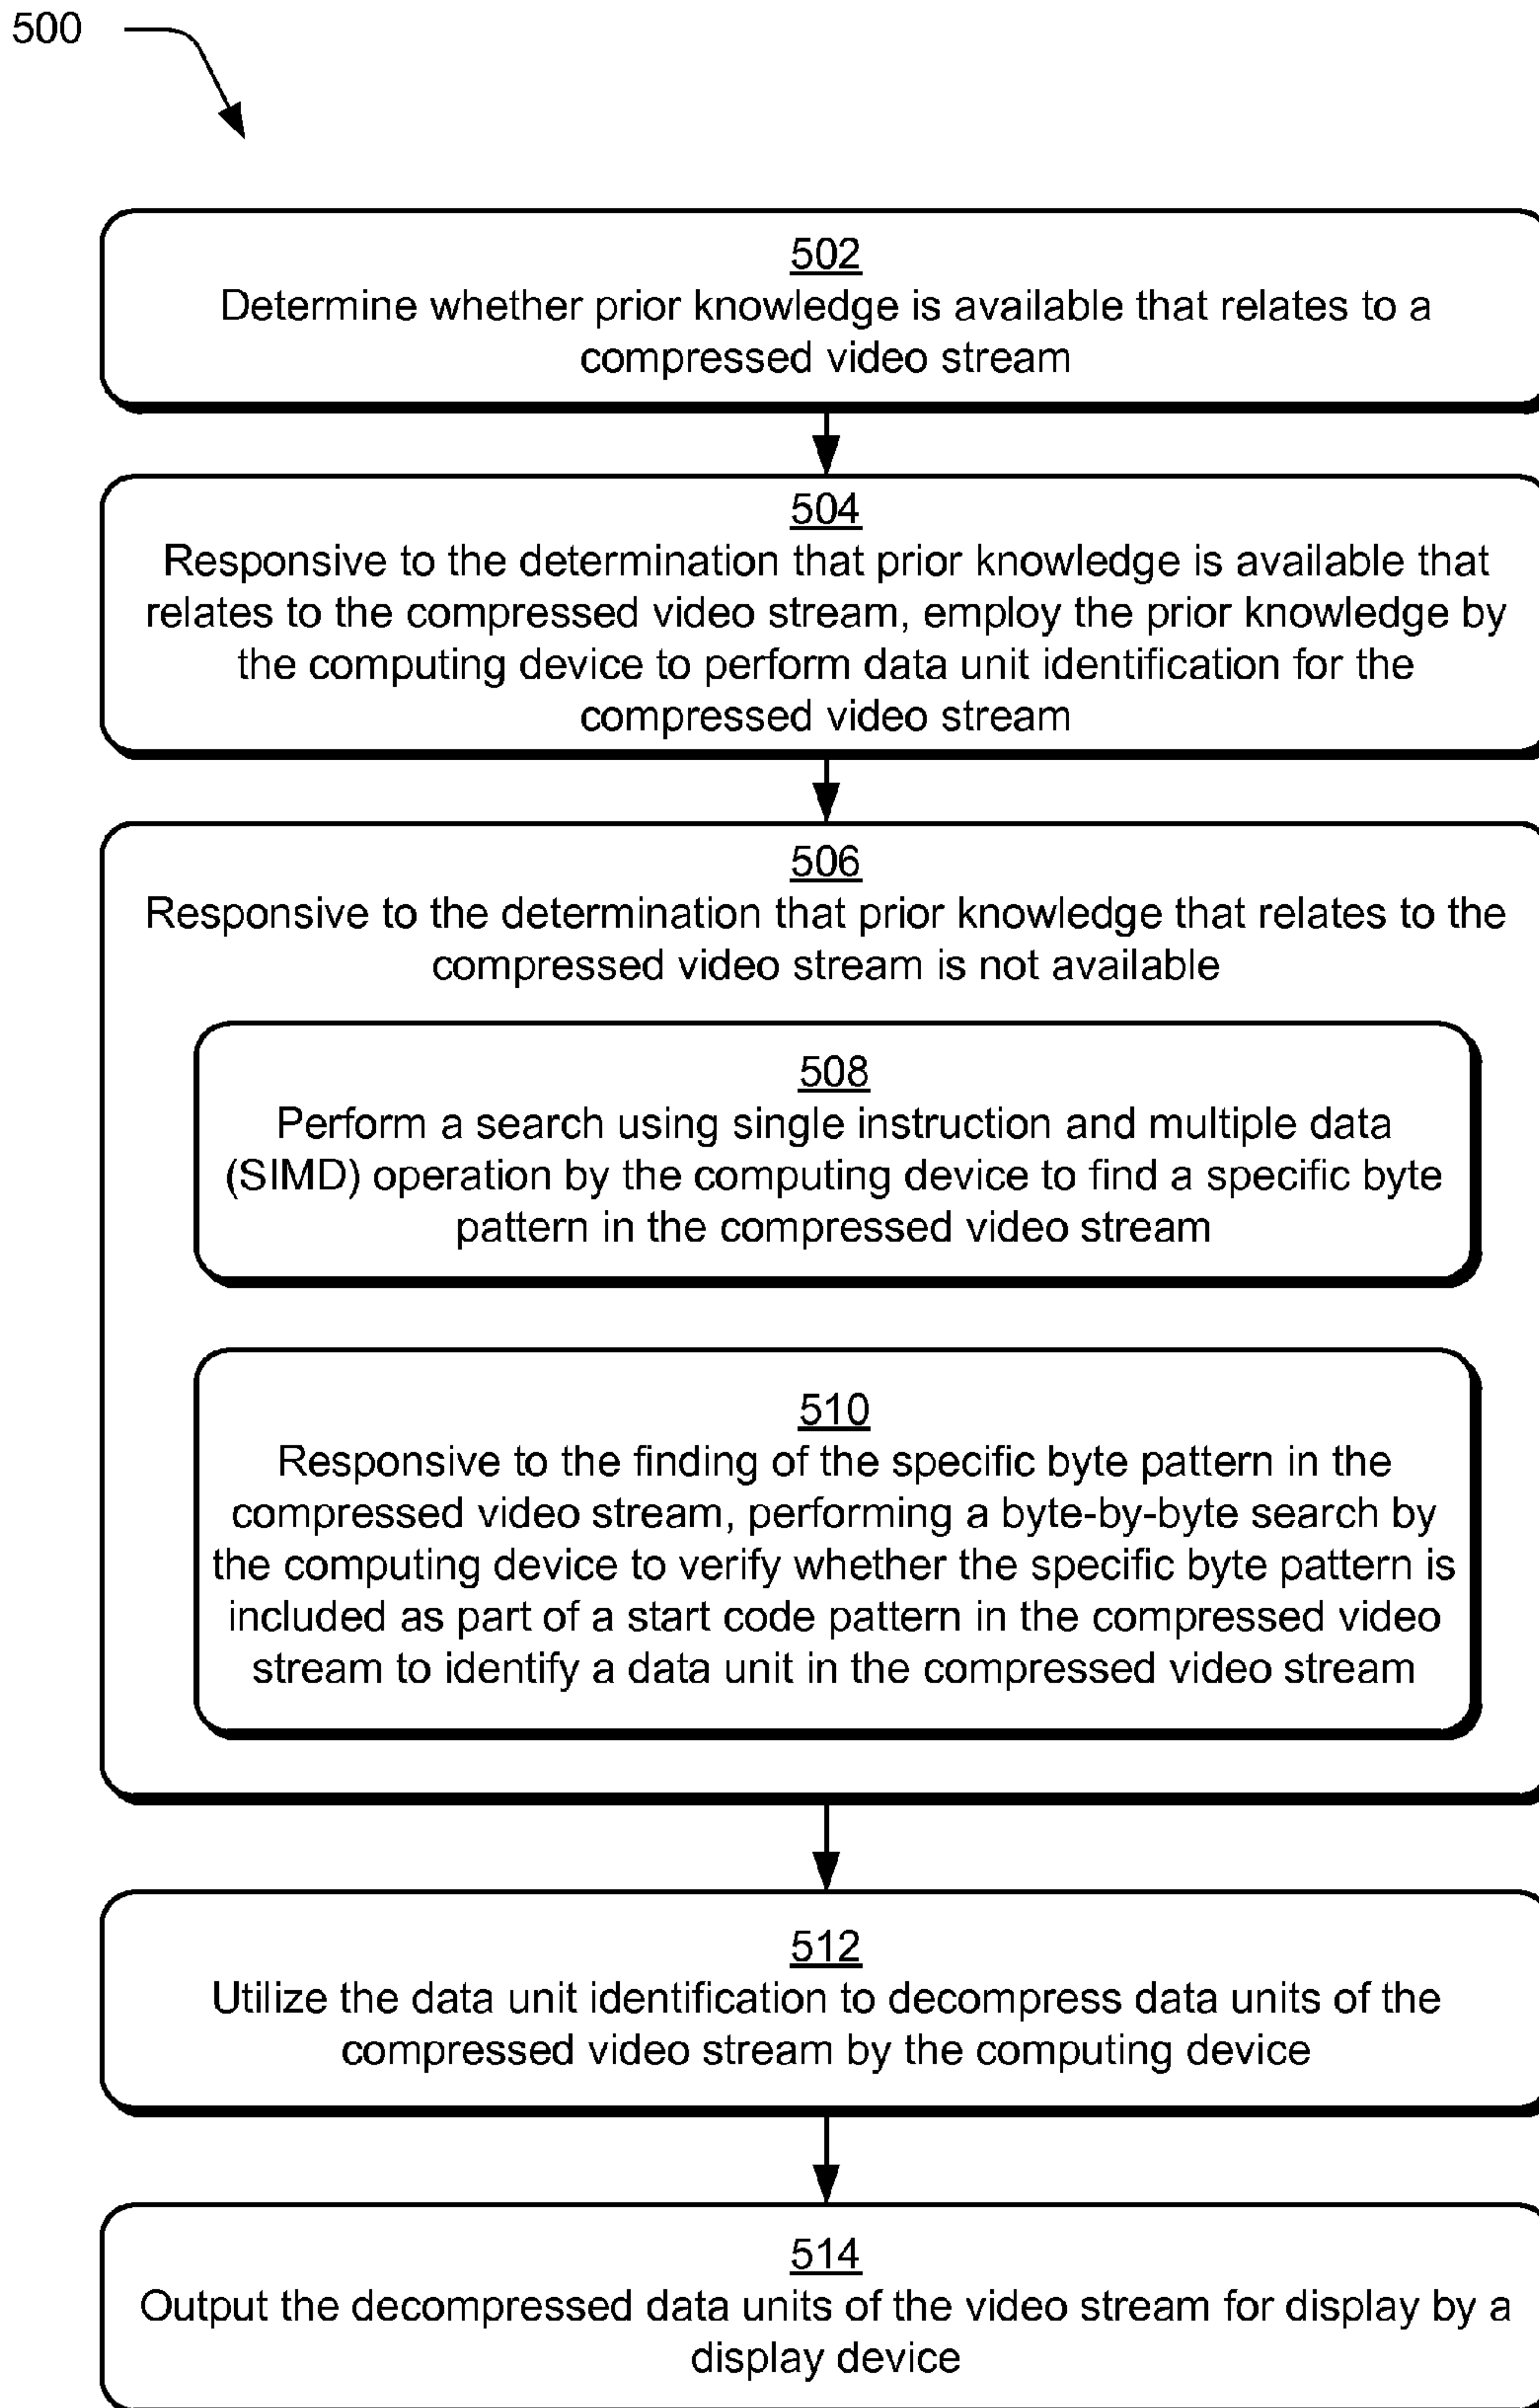 500
502
Determine whether prior knowledge is available that relates to a
compressed video stream
504
Responsive to the determination that prior knowledge is available that
relates to the compressed video stream, employ the prior knowledge by
the computing device to perform data unit identification for the
compressed video stream
506
Responsive to the determination that prior knowledge that relates to the
compressed video stream is not available
508
Perform a search using single instruction and multiple data
(SIMD) operation by the computing device to find a specific byte
pattern in the compressed video stream
510
Responsive to the finding of the specific byte pattern in the
compressed video stream, performing a byte-by-byte search by
the computing device to verify whether the specific byte pattern is
included as part of a start code pattern in the compressed video
stream to identify a data unit in the compressed video stream
512
Utilize the data unit identification to decompress data units of the
compressed video stream by the computing device
514
Output the decompressed data units of the video stream for display by a
display device